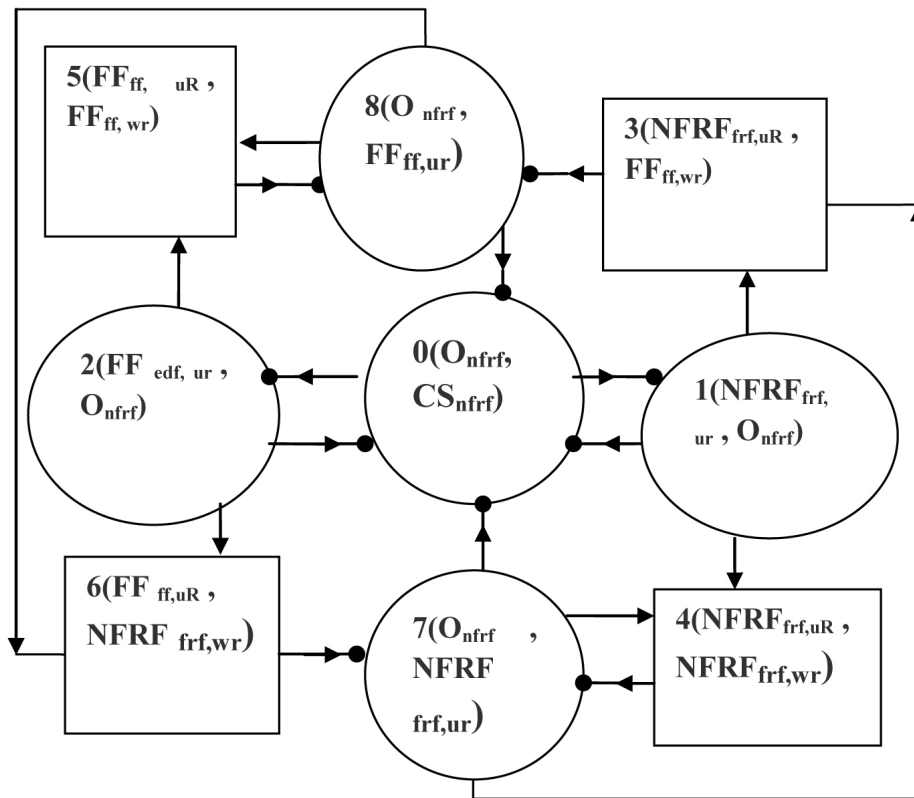 5(FFff, uR ,
FFff, wr)
8(O nfrf ,
FFff,ur)
3(NFRFfrf,uR ,
FFff,wr)
2(FF edf, ur ,
Onfrf)
0(Onfrf,
CSnfrf)
1(NFRFfrf,
ur , Onfrf)
6(FF ff,uR ,
NFRF frf,wr)
7(Onfrf ,
NFRF
frf,ur)
4(NFRFfrf,uR ,
NFRFfrf,wr)